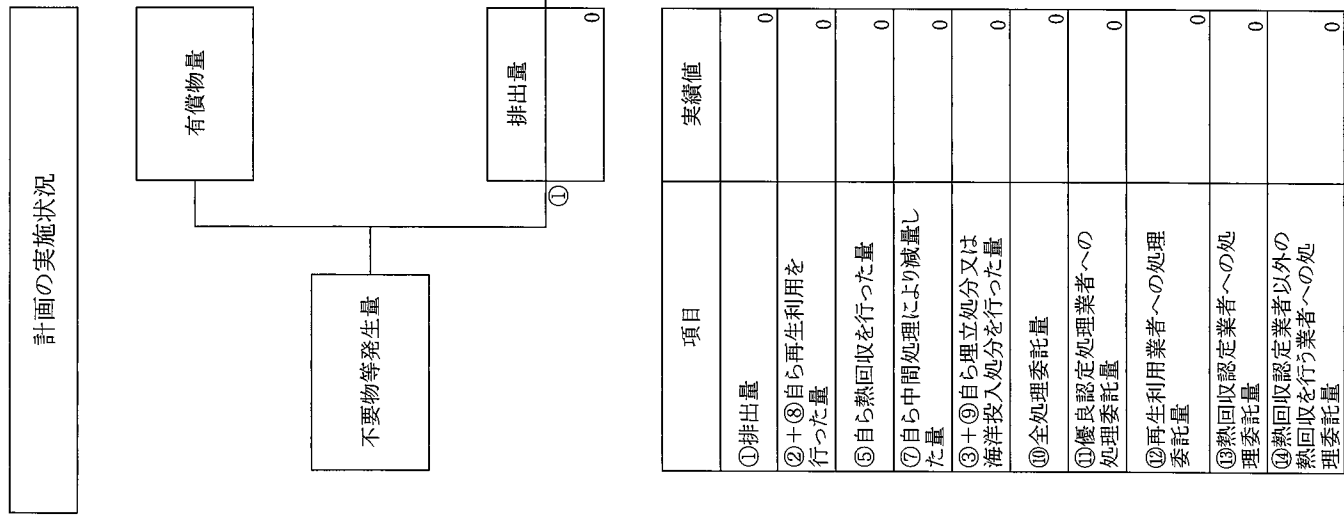 計画の実施状況
不要物等発生量
有償物量
①
排出量
0
項目
実績値
①排出量
0
②+⑧自ら再生利用を
行った量
0
⑤自ら熱回収を行った量
0
⑦自ら中間処理により減量し
た量
0
③+⑨自ら埋立処分又は
海洋投入処分を行った量
0
⑩全処理委託量
0
⑪優良認定処理業者への
処理委託量
0
⑫再生利用業者への処理
委託量
0
⑬熱回収認定業者への処
理委託量
0
⑭熱回収認定業者以外の
熱回収を行う業者への処
理委託量
0